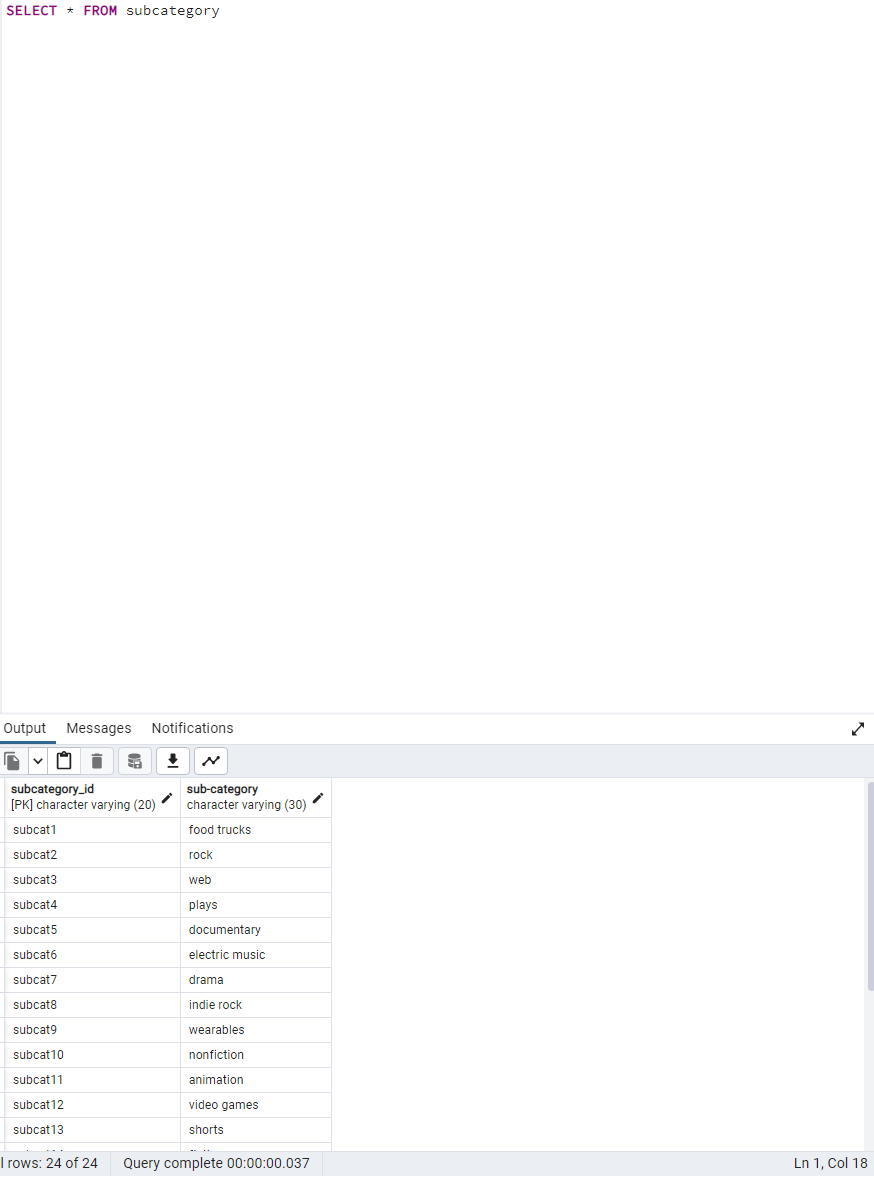 SELECT * FROM subcategory
Output Messages Notifications
subcategory_id sub-category
[PK] character varying (20) character varying (30)
subcat1 food trucks
subcat2 rock
subcat3 web
subcat4 plays
subcat5 documentary
subcat6 electric music
subcat7 drama
subcat8 indie rock
subcat9 wearables
subcat10 nonfiction
subcat11 animation
subcat12 video games
subcat13 shorts
l rows: 24 of 24 Query complete 00:00:00.037 Ln 1, Col 18